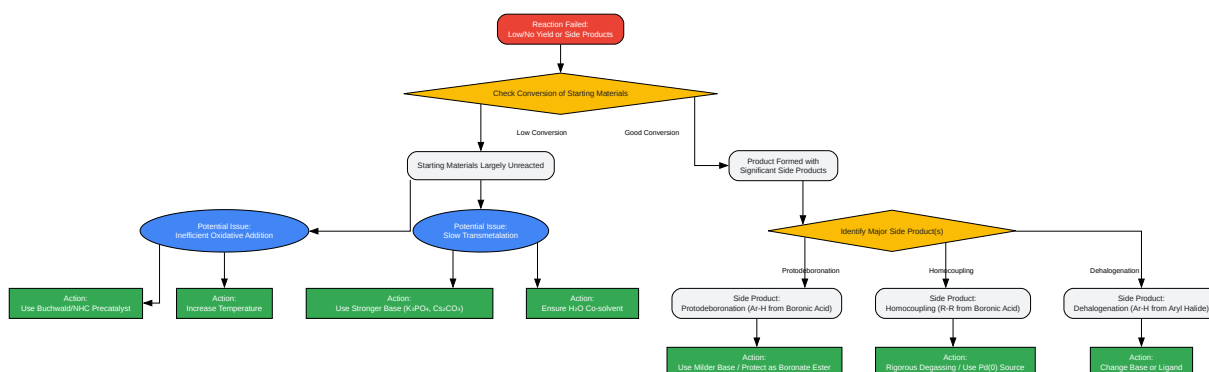 Reaction Failed:
Low/No Yield or Side Products
Check Conversion of Starting Materials
Low Conversion
Good Conversion
Starting Materials Largely Unreacted
Product Formed with
Significant Side Products
Potential Issue:
Inefficient Oxidative Addition
Potential Issue:
Slow Transmetalation
Identify Major Side Product(s)
Protodeboronation
Homocoupling
Dehalogenation
Action:
Use Buchwald/NHC Precatalyst
Action:
Increase Temperature
Action:
Use Stronger Base (K₃PO₄, Cs₂CO₃)
Action:
Ensure H₂O Co-solvent
Side Product:
Protodeboronation (Ar-H from Boronic Acid)
Side Product:
Homocoupling (R-R from Boronic Acid)
Side Product:
Dehalogenation (Ar-H from Aryl Halide)
Action:
Use Milder Base / Protect as Boronate Ester
Action:
Rigorous Degassing / Use Pd(0) Source
Action:
Change Base or Ligand